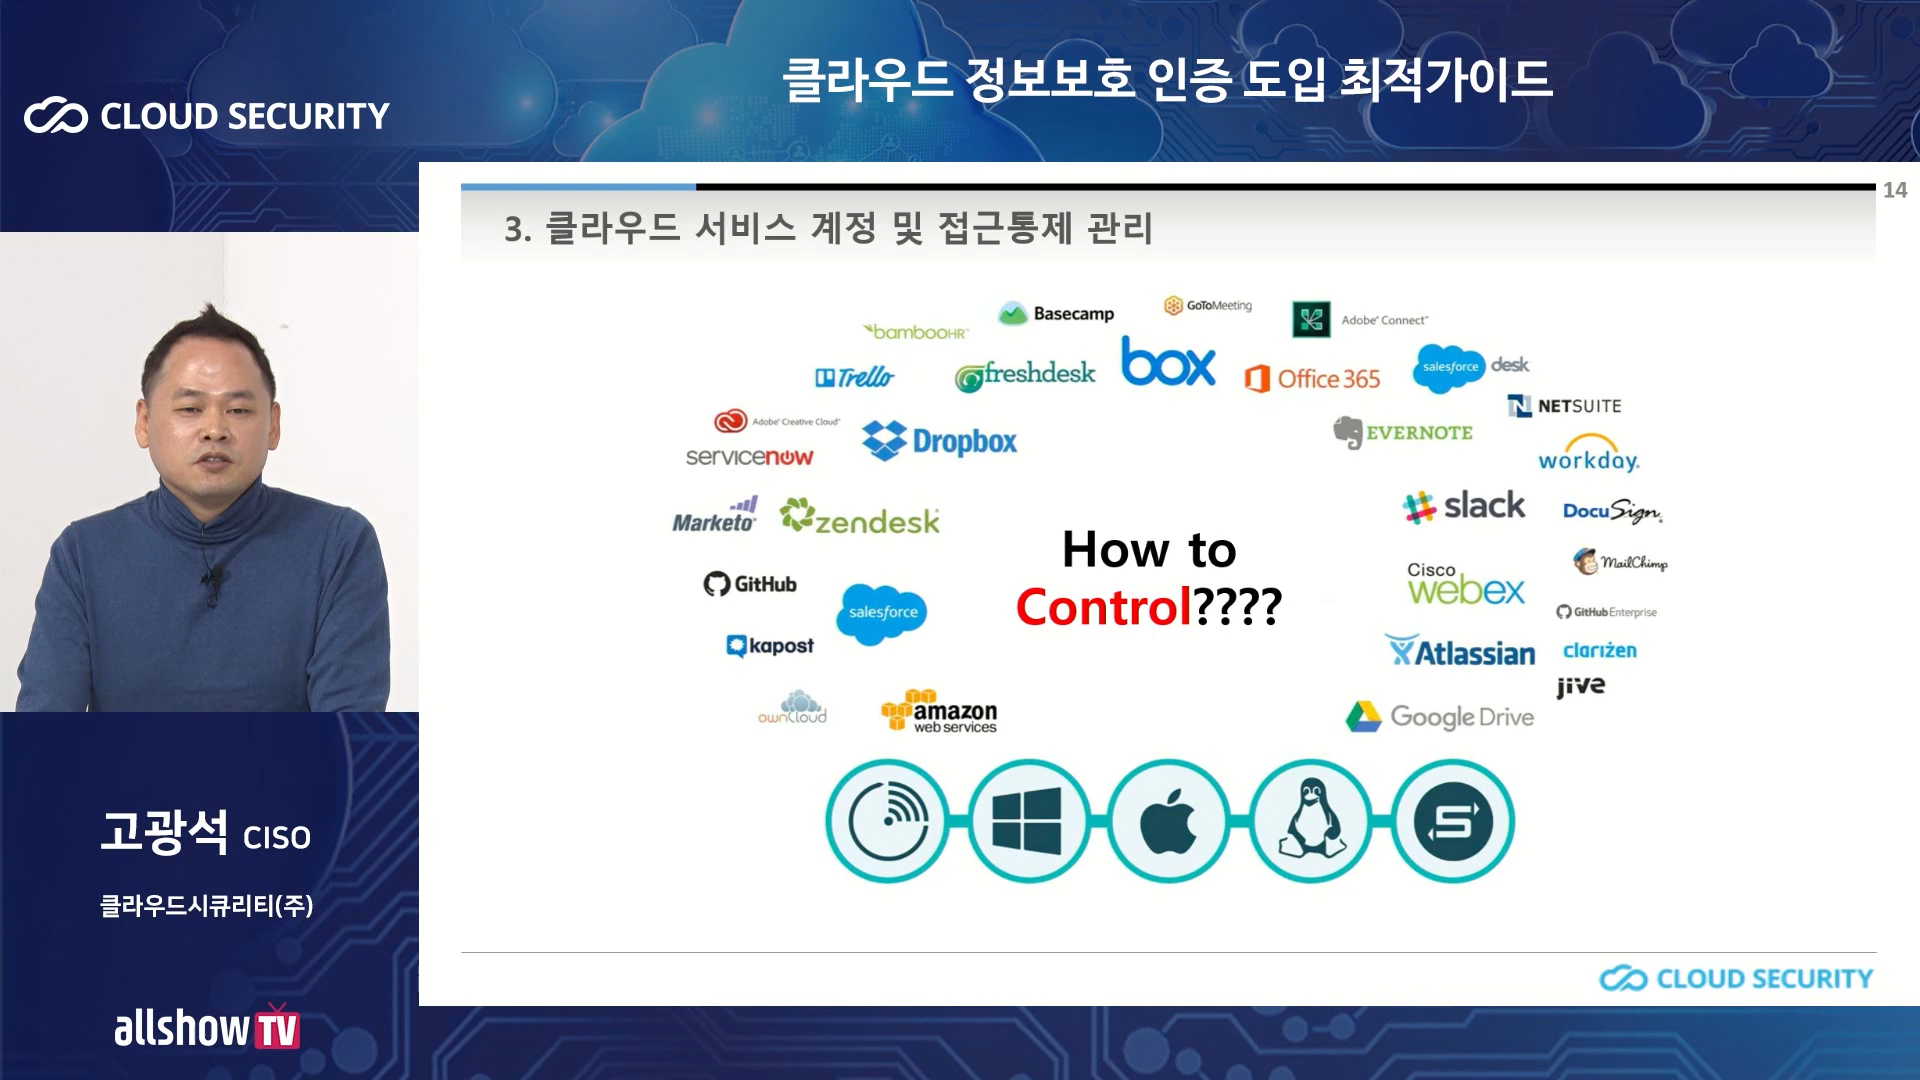 CLOUD SECURITY
클라우드 정보보호 인증 도입 최적가이드
14
3. 클라우드 서비스 계정 및 접근통제 관리
bambooHR™
Basecamp
GoToMeeting
Adobe® Connect™
Trello
freshdesk
box
Office 365
salesforce desk
Adobe® Creative Cloud™
servicenow
Dropbox
EVERNOTE
NETSUITE
workday.
Marketo
zendesk
slack
DocuSign
How to
Control????
GitHub
salesforce
Cisco
webex
MailChimp
GitHub Enterprise
kapost
Atlassian
clarizen
jive
ownCloud
amazon
web services
Google Drive
S
고광석 CISO
클라우드시큐리티(주)
allshow TV
CLOUD SECURITY